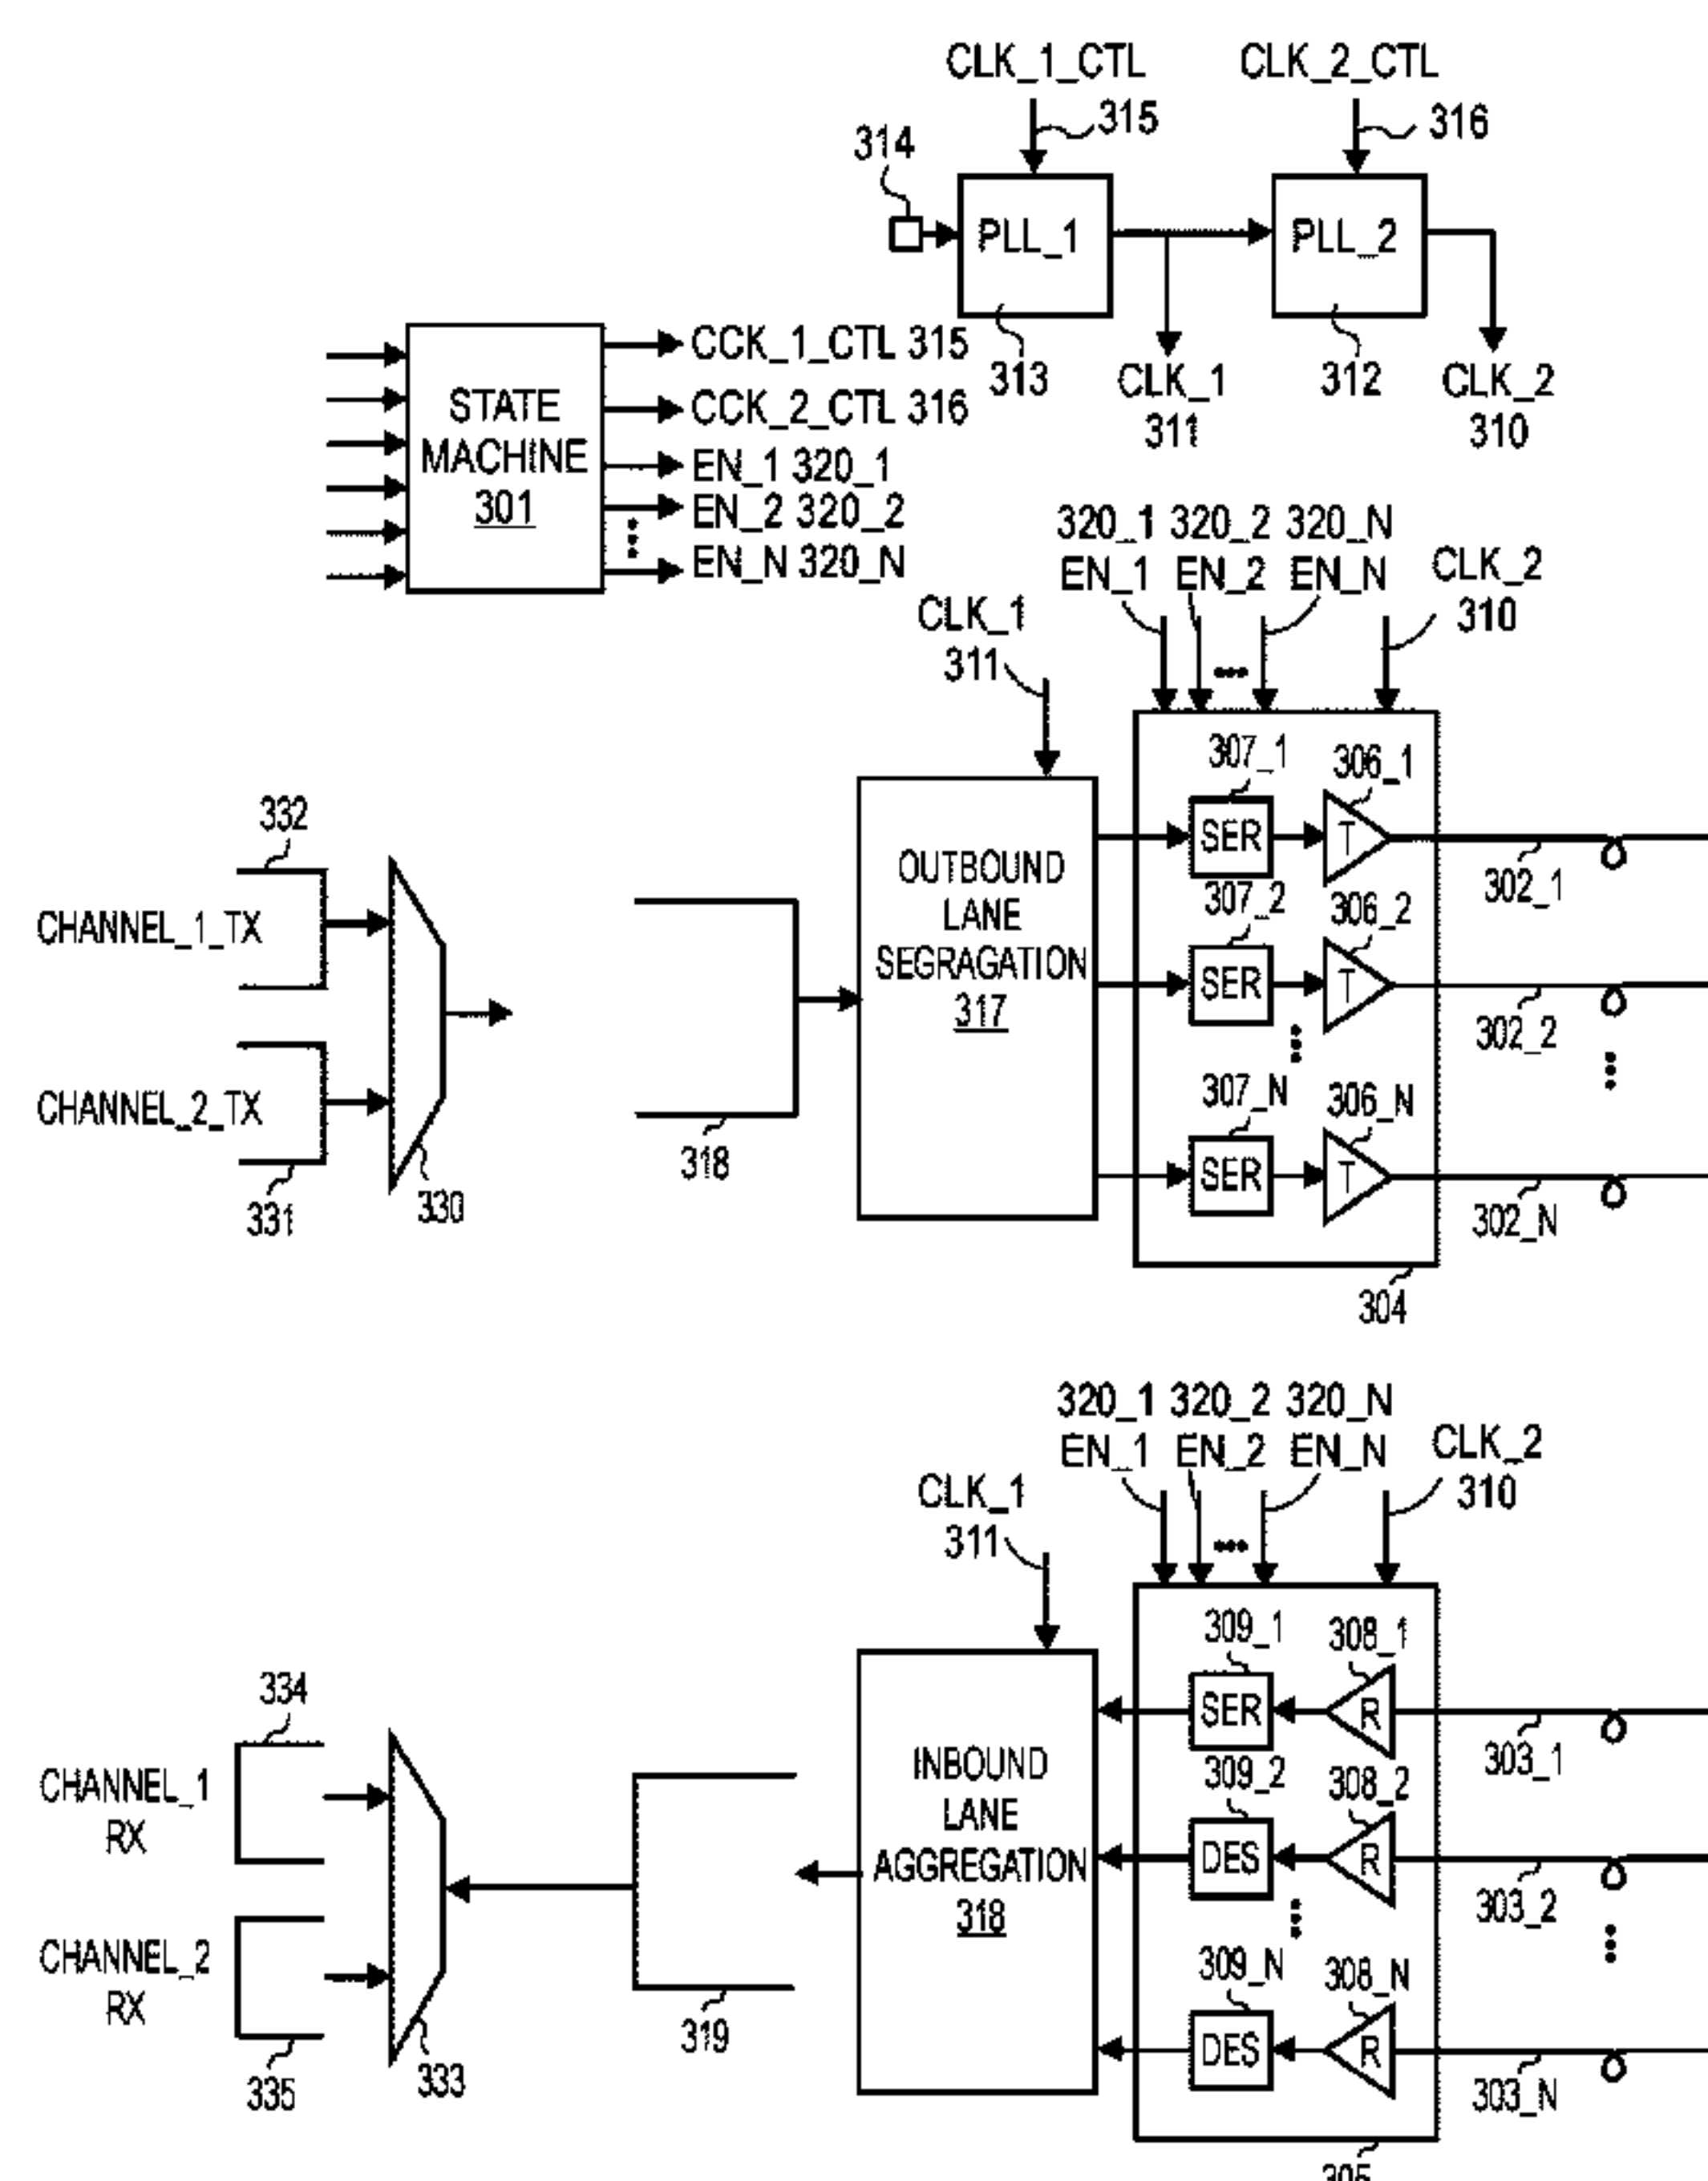 CLK_1_CTL
CLK_2_CTL
315
316
314
PLL_1
PLL_2
313
CLK_1
311
312
CLK_2
310
STATE
MACHINE
301
CCK_1_CTL 315
CCK_2_CTL 316
EN_1 320_1
EN_2 320_2
EN_N 320_N
320_1 320_2 320_N
EN_1 EN_2 EN_N
CLK_2
310
CLK_1
311
332
CHANNEL_1_TX
CHANNEL_2_TX
331
330
318
OUTBOUND
LANE
SEGRAGATION
317
307_1
306_1
SER
T
302_1
307_2
306_2
SER
T
302_2
307_N
306_N
SER
T
302_N
304
320_1 320_2 320_N
EN_1 EN_2 EN_N
CLK_2
310
CLK_1
311
334
CHANNEL_1
RX
CHANNEL_2
RX
335
333
319
INBOUND
LANE
AGGREGATION
318
309_1
308_1
SER
R
303_1
309_2
308_2
DES
R
303_2
309_N
308_N
DES
R
303_N
305